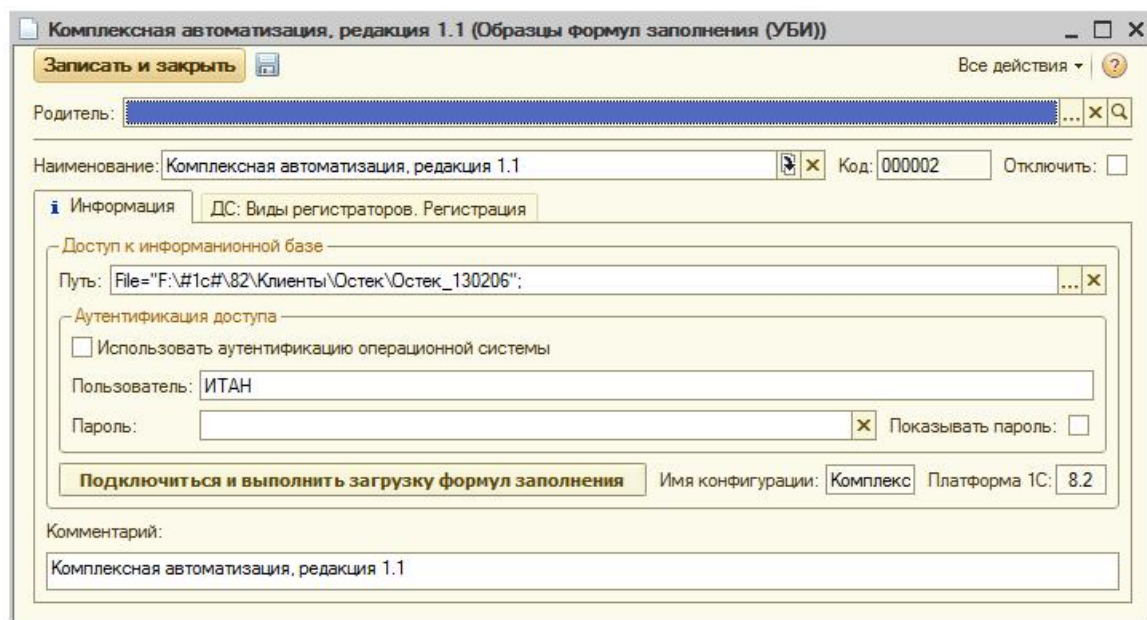 Комплексная автоматизация, редакция 1.1 (Образцы формул заполнения (УБИ))
Записать и закрыть Все действия ?
Родитель: ...
Наименование: Комплексная автоматизация, редакция 1.1 Код: 000002 Отключить:
i Информация ДС: Виды регистраторов. Регистрация
Доступ к информанионной базе
Путь: File="F:\#1c#\82\Клиенты\Остек\Остек_130206"; ...
Аутентификация доступа
Использовать аутентификацию операционной системы
Пользователь: ИТАН
Пароль: Показывать пароль:
Подключиться и выполнить загрузку формул заполнения Имя конфигурации: Комплекс Платформа 1С: 8.2
Комментарий:
Комплексная автоматизация, редакция 1.1